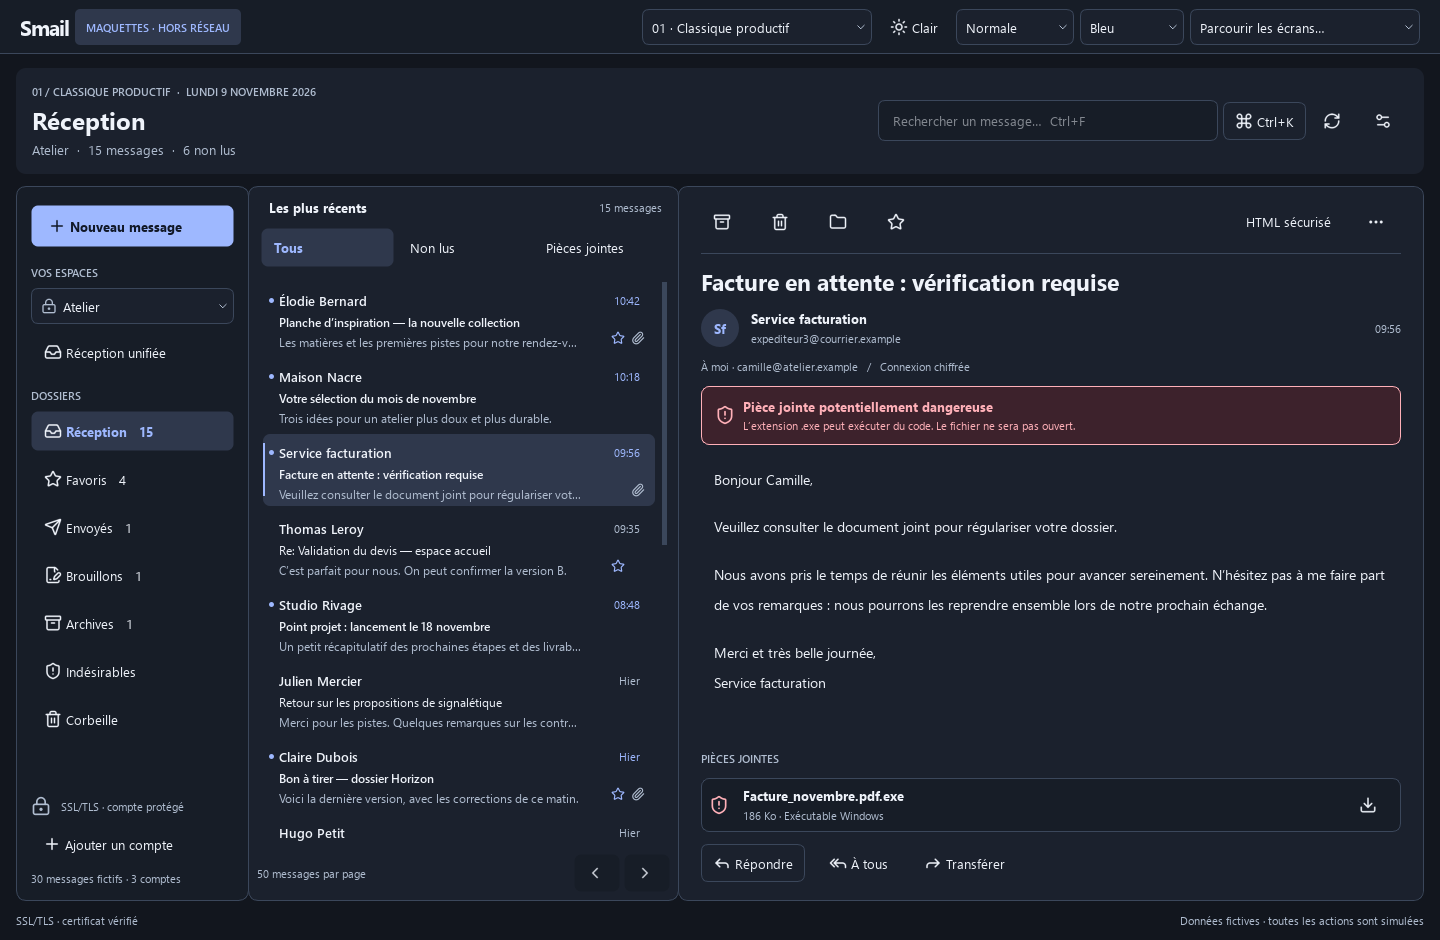 Smail
MAQUETTES · HORS RÉSEAU
01 · Classique productif
Clair
Normale
Bleu
Parcourir les écrans...
01 / CLASSIQUE PRODUCTIF · LUNDI 9 NOVEMBRE 2026
Réception
Atelier · 15 messages · 6 non lus
Rechercher un message... Ctrl+F
Ctrl+K
Nouveau message
VOS ESPACES
Atelier
Réception unifiée
DOSSIERS
Réception 15
Favoris 4
Envoyés 1
Brouillons 1
Archives 1
Indésirables
Corbeille
SSL/TLS · compte protégé
Ajouter un compte
30 messages fictifs · 3 comptes
Les plus récents
15 messages
Tous
Non lus
Pièces jointes
Élodie Bernard 10:42
Planche d’inspiration — la nouvelle collection
Les matières et les premières pistes pour notre rendez-v...
Maison Nacre 10:18
Votre sélection du mois de novembre
Trois idées pour un atelier plus doux et plus durable.
Service facturation 09:56
Facture en attente : vérification requise
Veuillez consulter le document joint pour régulariser vot...
Thomas Leroy 09:35
Re: Validation du devis — espace accueil
C’est parfait pour nous. On peut confirmer la version B.
Studio Rivage 08:48
Point projet : lancement le 18 novembre
Un petit récapitulatif des prochaines étapes et des livrab...
Julien Mercier Hier
Retour sur les propositions de signalétique
Merci pour les pistes. Quelques remarques sur les contr...
Claire Dubois Hier
Bon à tirer — dossier Horizon
Voici la dernière version, avec les corrections de ce matin.
Hugo Petit Hier
50 messages par page
HTML sécurisé
Facture en attente : vérification requise
Sf
Service facturation
expediteur3@courrier.example
09:56
À moi · camille@atelier.example / Connexion chiffrée
Pièce jointe potentiellement dangereuse
L’extension .exe peut exécuter du code. Le fichier ne sera pas ouvert.
Bonjour Camille,
Veuillez consulter le document joint pour régulariser votre dossier.
Nous avons pris le temps de réunir les éléments utiles pour avancer sereinement. N’hésitez pas à me faire part
de vos remarques : nous pourrons les reprendre ensemble lors de notre prochain échange.
Merci et très belle journée,
Service facturation
PIÈCES JOINTES
Facture_novembre.pdf.exe
186 Ko · Exécutable Windows
Répondre
À tous
Transférer
SSL/TLS · certificat vérifié
Données fictives · toutes les actions sont simulées